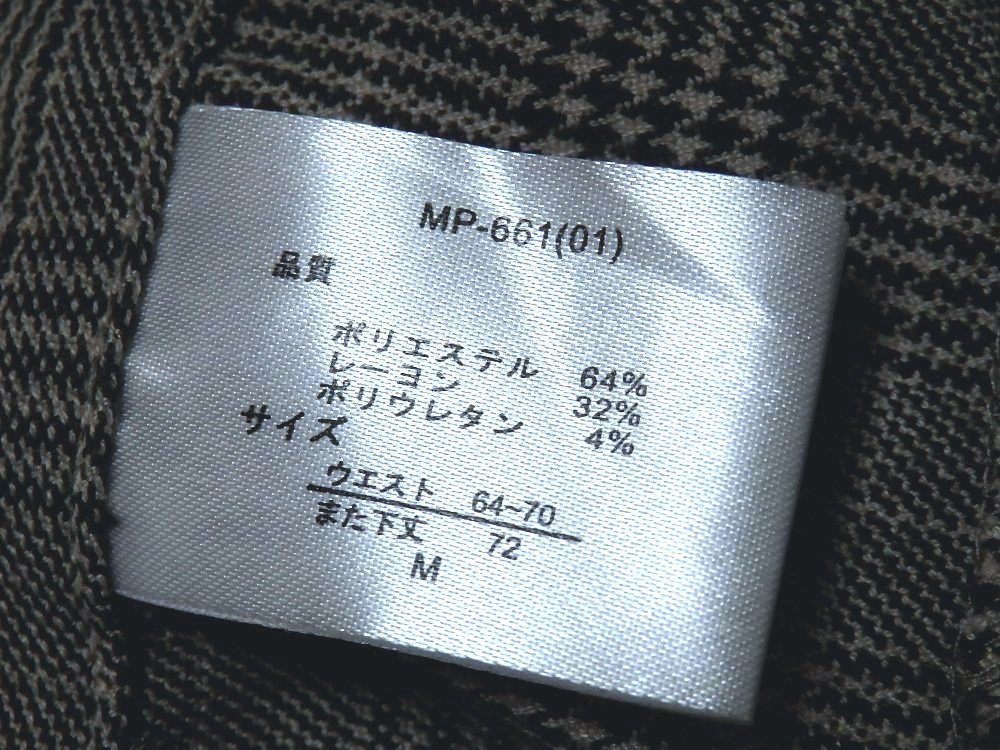 MP-661(01)
品質
ポリエステル 64%
レーヨン 32%
ポリウレタン 4%
サイズ
ウエスト 64~70
また下丈 72
M